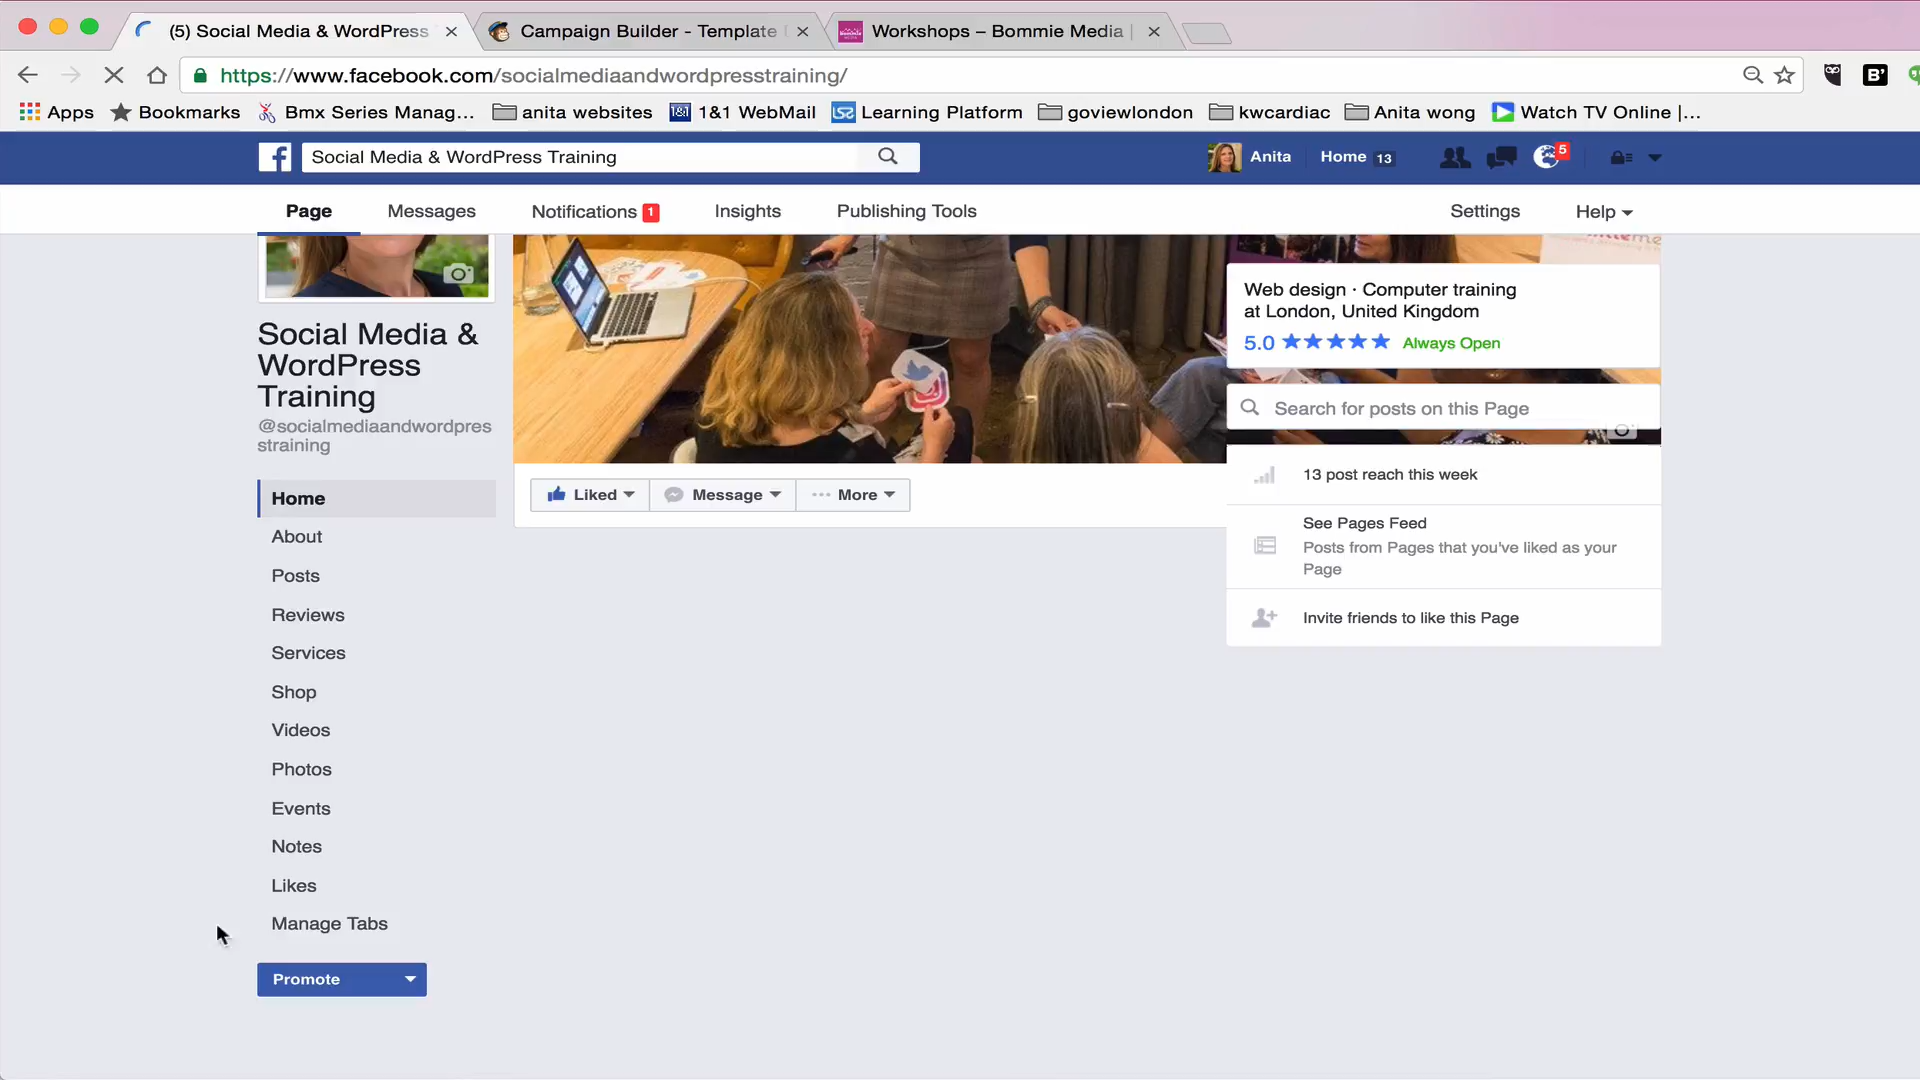 (5) Social Media & WordPress
Campaign Builder - Template
Workshops – Bommie Media |
https://www.facebook.com/socialmediaandwordpresstraining/
B'
Apps
Bookmarks
Bmx Series Manag...
anita websites
1&1
1&1 WebMail
Learning Platform
goviewlondon
kwcardiac
Anita wong
Watch TV Online |...
Social Media & WordPress Training
Anita
Home 13
5
Page
Messages
Notifications 1
Insights
Publishing Tools
Settings
Help
Social Media &
WordPress
Training
@socialmediaandwordpres
straining
Web design · Computer training
at London, United Kingdom
5.0 ★★★★★ Always Open
Search for posts on this Page
Liked
Message
More
13 post reach this week
See Pages Feed
Posts from Pages that you've liked as your
Page
Invite friends to like this Page
Home
About
Posts
Reviews
Services
Shop
Videos
Photos
Events
Notes
Likes
Manage Tabs
Promote